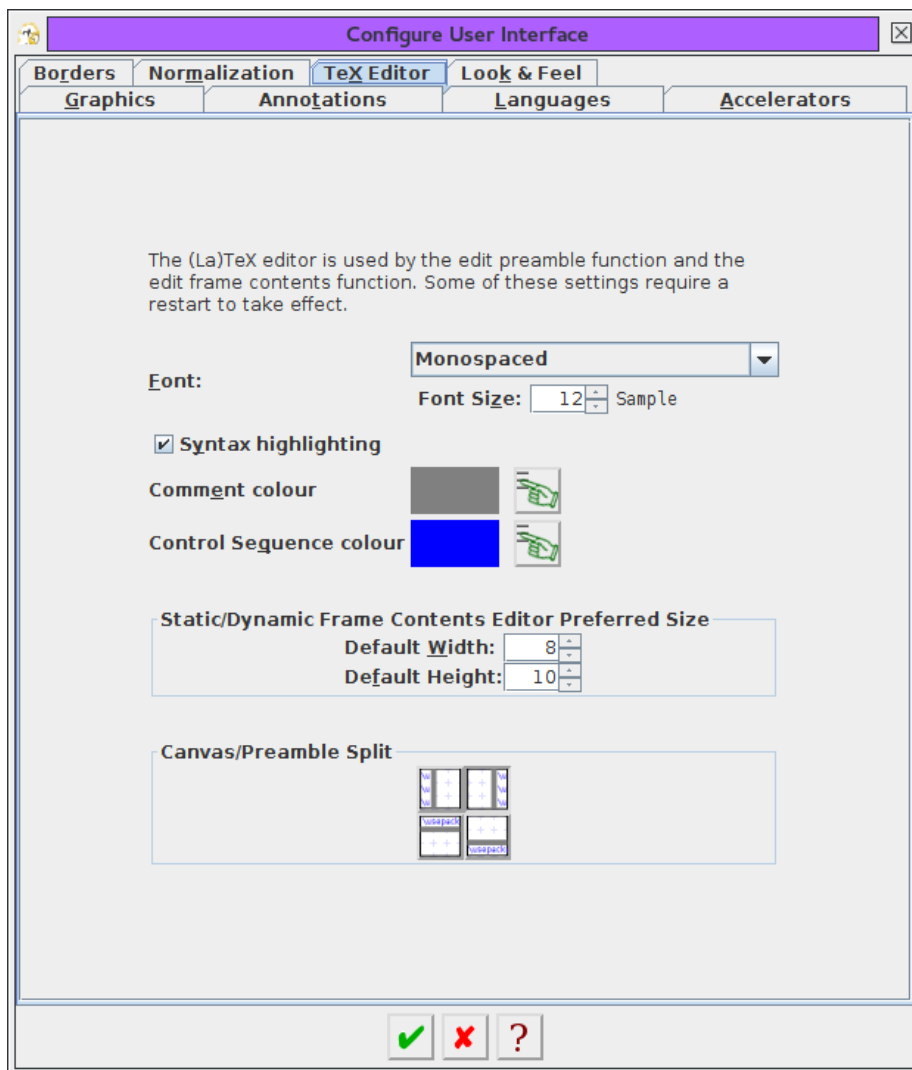 Configure User Interface
Borders Normalization TeX Editor Look & Feel
Graphics Annotations Languages Accelerators
The (La)TeX editor is used by the edit preamble function and the
edit frame contents function. Some of these settings require a
restart to take effect.
Font:
Monospaced
Font Size: 12 Sample
Syntax highlighting
Comment colour
Control Sequence colour
Static/Dynamic Frame Contents Editor Preferred Size
Default Width: 8
Default Height: 10
Canvas/Preamble Split
\usepack
\usepack
?